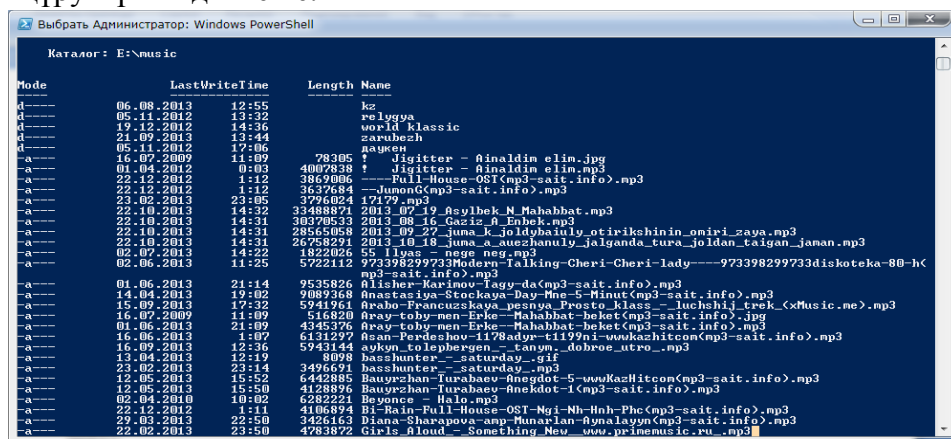 Выбрать Администратор: Windows PowerShell
Каталог: E:\music
Mode LastWriteTime Length Name
---- ------------- ------ ----
d---- 06.08.2013 12:55 kz
d---- 05.11.2012 13:32 relygya
d---- 19.12.2012 14:36 world klassic
d---- 21.09.2013 13:44 zarubezh
d---- 05.11.2012 17:06 даукен
-a--- 16.07.2009 11:09 78305 ! Jigitter - Ainaldim elim.jpg
-a--- 01.04.2012 0:03 4007838 ! Jigitter - Ainaldim elim.mp3
-a--- 22.12.2012 1:12 3869006 ----Full-House-OST(mp3-sait.info).mp3
-a--- 22.12.2012 1:12 3637684 --JumonG(mp3-sait.info).mp3
-a--- 23.02.2013 23:05 3796024 17179.mp3
-a--- 22.10.2013 14:32 33488871 2013_07_19_Asylbek_N_Mahabbat.mp3
-a--- 22.10.2013 14:31 30370533 2013_08_16_Gaziz_A_Enbek.mp3
-a--- 22.10.2013 14:31 28565058 2013_09_27_juma_k_joldybaiuly_otirikshinin_omiri_zaya.mp3
-a--- 22.10.2013 14:31 26758291 2013_10_18_juma_a_auezhanuly_jalganda_tura_joldan_taigan_jaman.mp3
-a--- 02.07.2013 14:22 1822026 55 Ilyas - nege neg.mp3
-a--- 02.06.2013 11:25 5722112 973398299733Modern-Talking-Cheri-Cheri-lady----973398299733diskoteka-80-h(
mp3-sait.info).mp3
-a--- 01.06.2013 21:14 9535826 Alisher-Karimov-Tagy-da(mp3-sait.info).mp3
-a--- 14.04.2013 19:02 9089368 Anastasiya-Stockaya-Day-Mne-5-Minut(mp3-sait.info).mp3
-a--- 15.09.2013 17:32 5941961 Arabo-Francuzskaya_pesnya_Prosto_klass_-_luchshij_trek_(xMusic.me).mp3
-a--- 16.07.2009 11:09 516820 Aray-toby-men-Erke--Mahabbat-beket(mp3-sait.info).jpg
-a--- 01.06.2013 21:09 4345376 Aray-toby-men-Erke--Mahabbat-beket(mp3-sait.info).mp3
-a--- 16.06.2013 1:07 6131297 Asan-Perdeshov-1178adyr-t1199ni-wwwkazhitcom(mp3-sait.info).mp3
-a--- 16.09.2013 12:36 5943144 aykyn_tolepbergen_-_tanym._dobroe_utro_.mp3
-a--- 13.04.2013 12:19 8098 basshunter_-_saturday_.gif
-a--- 23.02.2013 23:14 3496691 basshunter_-_saturday_.mp3
-a--- 12.05.2013 15:52 6442885 Bauyrzhan-Turabaev-Anegdot-5-wwwKazHitcom(mp3-sait.info).mp3
-a--- 12.05.2013 15:50 4128896 Bauyrzhan-Turabaev-Anekdot-1(mp3-sait.info).mp3
-a--- 02.04.2010 10:02 6282221 Beyonce - Halo.mp3
-a--- 22.12.2012 1:11 4106894 Bi-Rain-Full-House-OST-Ngi-Nh-Hnh-Phc(mp3-sait.info).mp3
-a--- 29.03.2013 22:50 3426163 Diana-Sharapova-amp-Munarlan-Aynalayyn(mp3-sait.info).mp3
-a--- 22.02.2013 23:50 4783872 Girls_Aloud_-_Something_New__www.primemusic.ru_.mp3